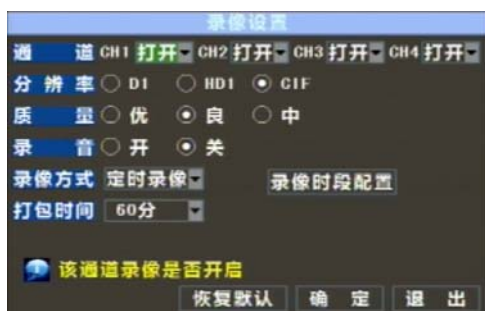 录像设置
通 道 CH1 打开 CH2 打开 CH3 打开 CH4 打开
分 辨 率 D1 HD1 CIF
质 量 优 良 中
录 音 开 关
录像方式 定时录像 录像时段配置
打包时间 60分
该通道录像是否开启
恢复默认 确 定 退 出